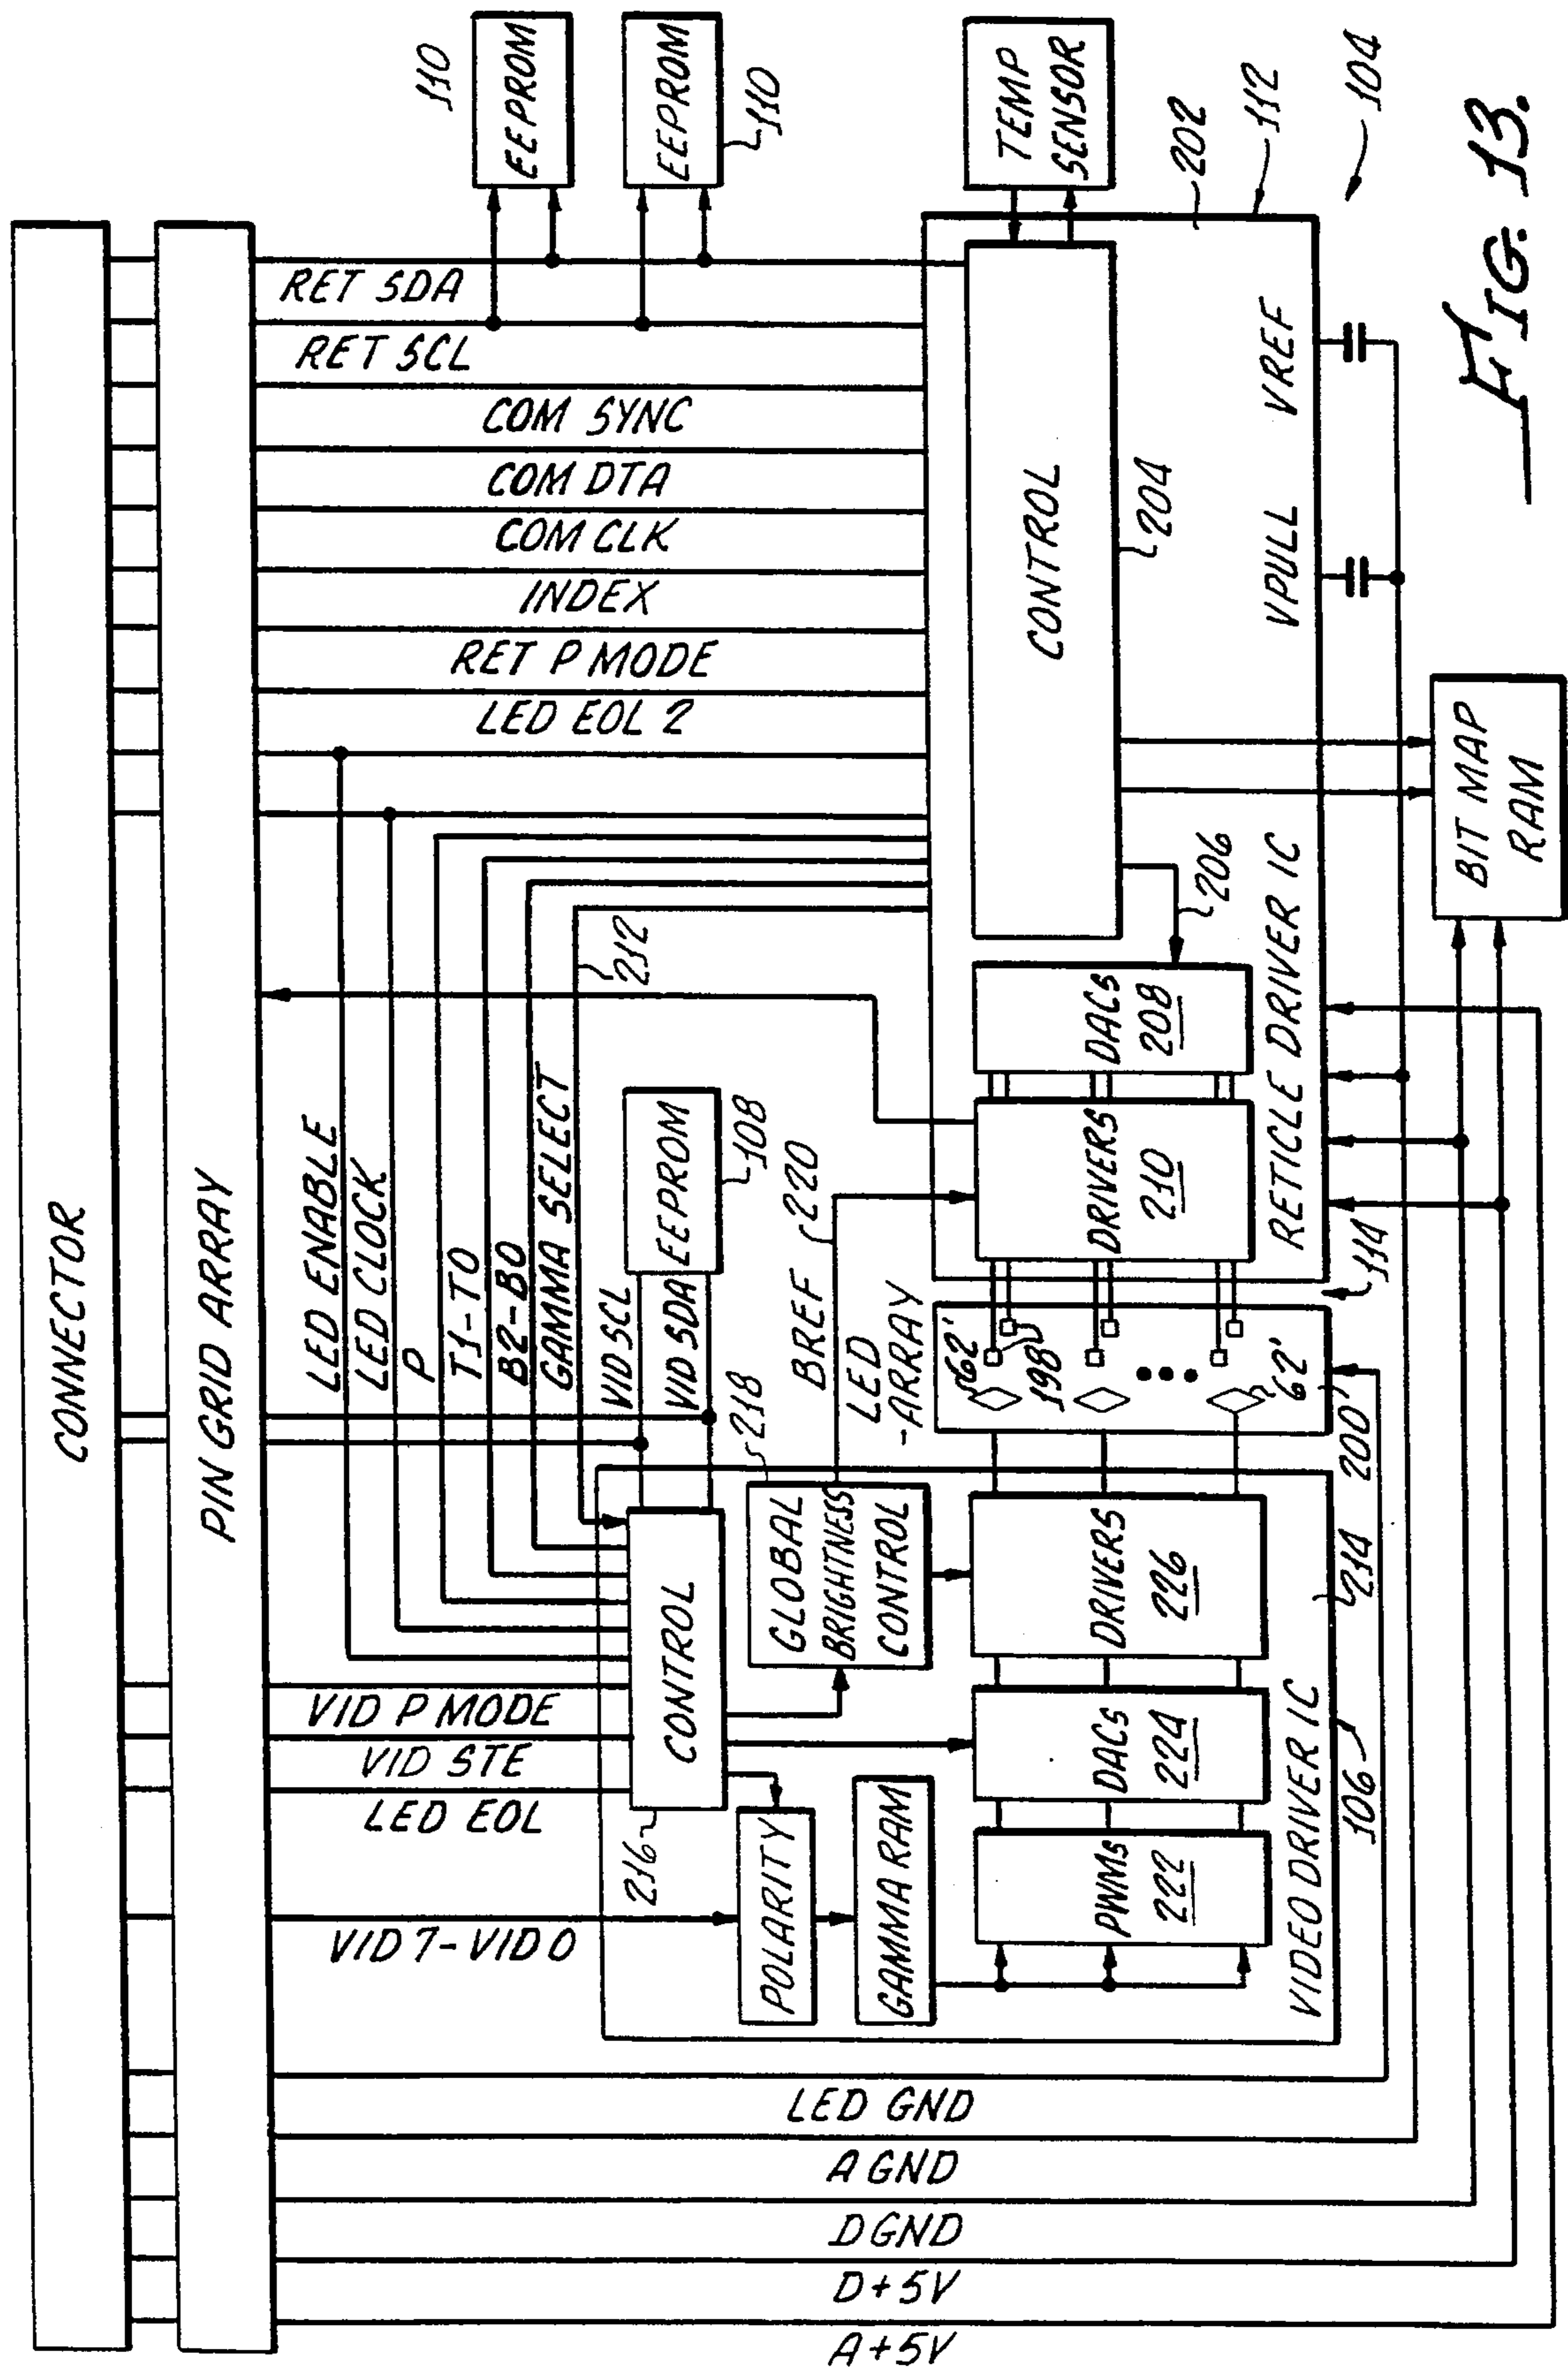 CONNECTOR
PIN GRID ARRAY
A+5V
D+5V
D GND
A GND
LED GND
VID 7-VID 0
LED EOL
VID STE
VID P MODE
LED ENABLE
LED CLOCK
P
T1-T0
B2-B0
GAMMA SELECT
212
VID SCL
VID SDA
EEPROM
108
LED EOL 2
RET P MODE
INDEX
COM CLK
COM DTA
COM SYNC
RET SCL
RET SDA
110
EEPROM
EEPROM
110
216
CONTROL
POLARITY
GAMMA RAM
218
GLOBAL
BRIGHTNESS
CONTROL
BREF
220
PWMs
222
DACs
224
DRIVERS
226
VIDEO DRIVER IC
106
214
LED
ARRAY
62'
198'
62'
200'
114
DRIVERS
210
DACs
208
206
CONTROL
204
RETICLE DRIVER IC
VPULL
VREF
TEMP
SENSOR
202
112
104
BIT MAP
RAM
FIG. 13.